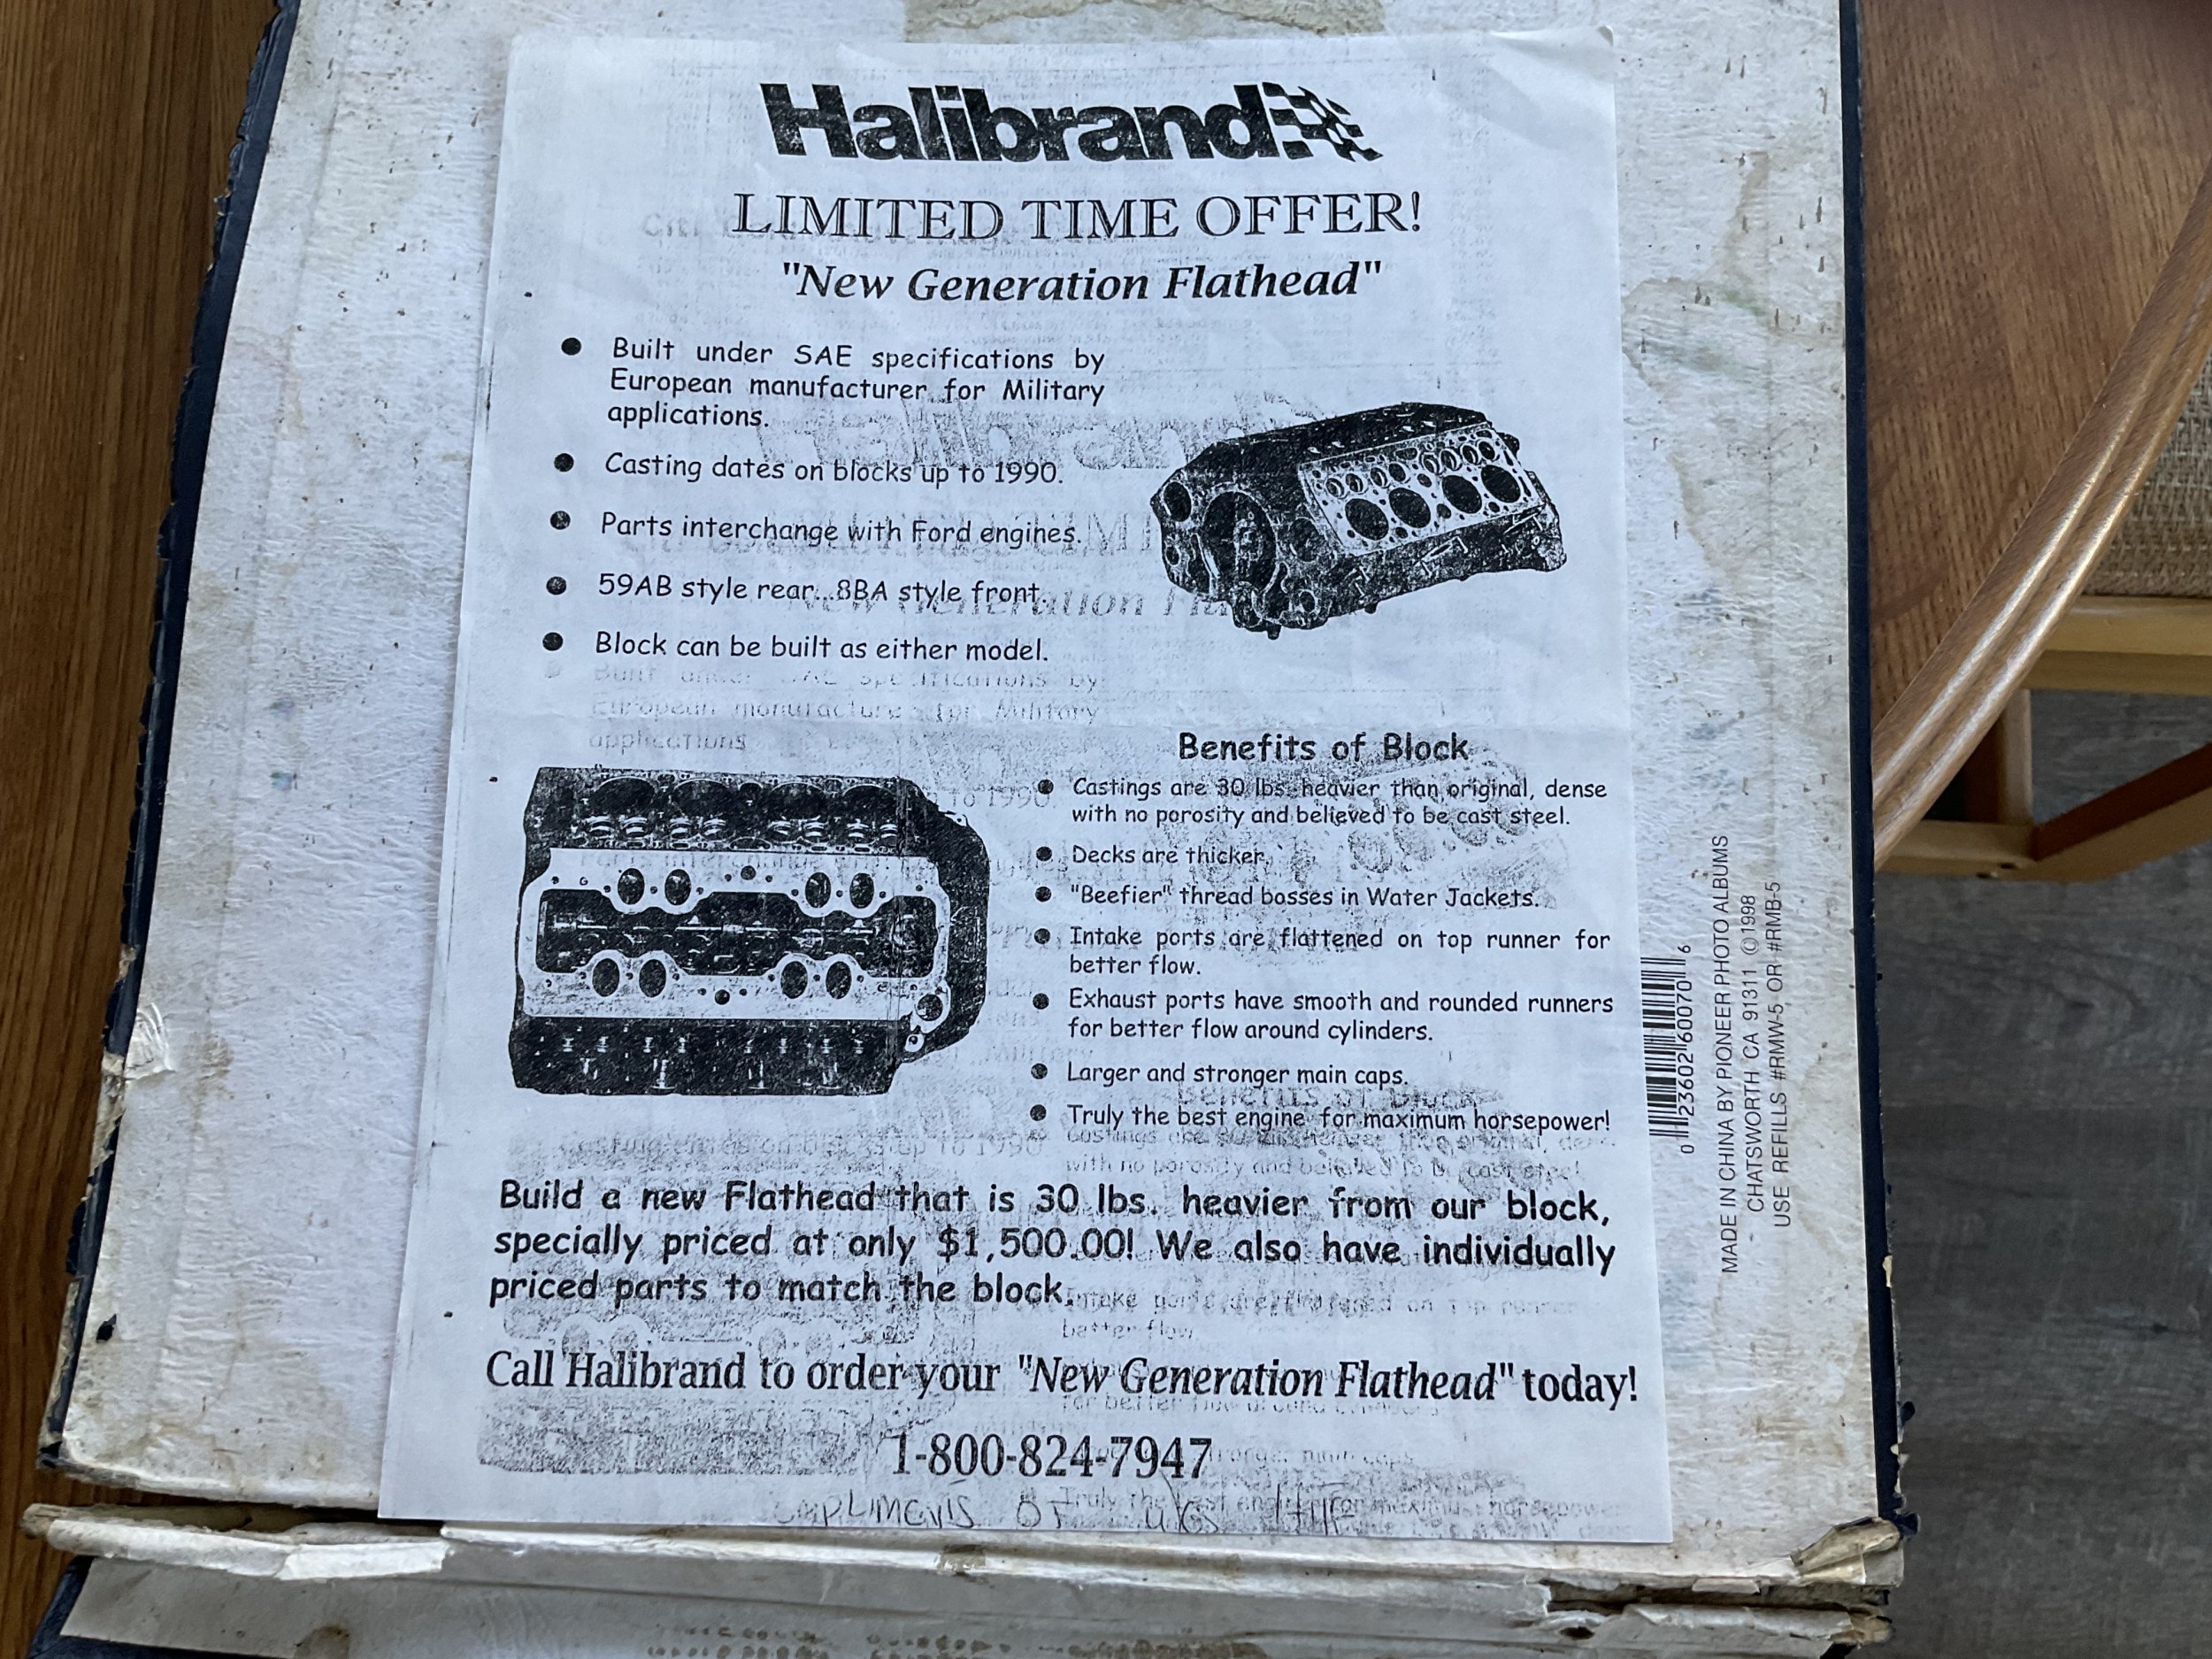 Halibrand
LIMITED TIME OFFER!
"New Generation Flathead"
● Built under SAE specifications by
European manufacturer for Military
applications.
● Casting dates on blocks up to 1990.
● Parts interchange with Ford engines.
● 59AB style rear...8BA style front.
● Block can be built as either model.
Benefits of Block
● Castings are 30 lbs. heavier than original, dense
with no porosity and believed to be cast steel.
● Decks are thicker.
● "Beefier" thread bosses in Water Jackets.
● Intake ports are flattened on top runner for
better flow.
● Exhaust ports have smooth and rounded runners
for better flow around cylinders.
● Larger and stronger main caps.
● Truly the best engine for maximum horsepower!
Build a new Flathead that is 30 lbs. heavier from our block,
specially priced at only $1,500.00! We also have individually
priced parts to match the block.
Call Halibrand to order your "New Generation Flathead" today!
1-800-824-7947
OF
0 23602 60070 6
MADE IN CHINA BY PIONEER PHOTO ALBUMS
CHATSWORTH CA 91311 © 1998
USE REFILLS #RMW-5 OR #RMB-5